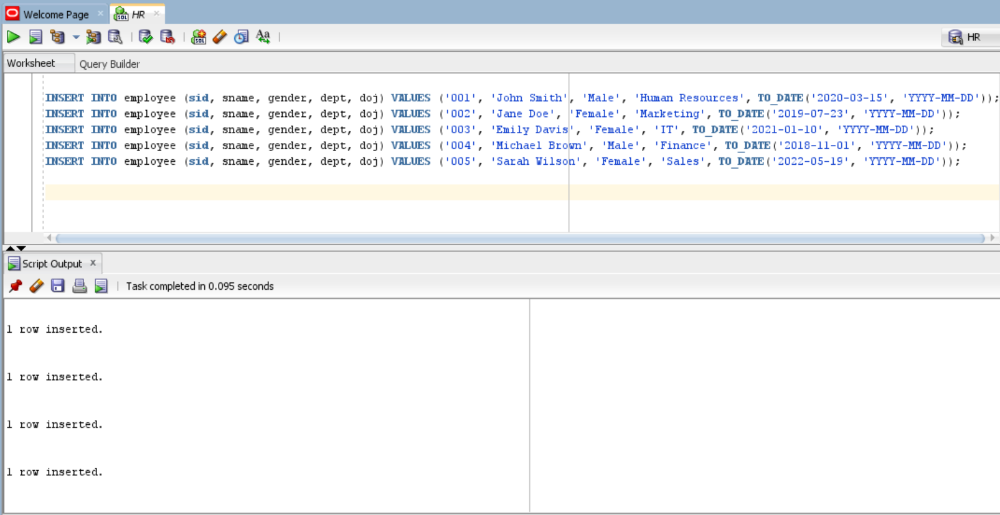 Welcome Page
HR
HR
Worksheet
Query Builder
INSERT INTO employee (sid, sname, gender, dept, doj) VALUES ('001', 'John Smith', 'Male', 'Human Resources', TO_DATE('2020-03-15', 'YYYY-MM-DD'));
INSERT INTO employee (sid, sname, gender, dept, doj) VALUES ('002', 'Jane Doe', 'Female', 'Marketing', TO_DATE('2019-07-23', 'YYYY-MM-DD'));
INSERT INTO employee (sid, sname, gender, dept, doj) VALUES ('003', 'Emily Davis', 'Female', 'IT', TO_DATE('2021-01-10', 'YYYY-MM-DD'));
INSERT INTO employee (sid, sname, gender, dept, doj) VALUES ('004', 'Michael Brown', 'Male', 'Finance', TO_DATE('2018-11-01', 'YYYY-MM-DD'));
INSERT INTO employee (sid, sname, gender, dept, doj) VALUES ('005', 'Sarah Wilson', 'Female', 'Sales', TO_DATE('2022-05-19', 'YYYY-MM-DD'));
Script Output
Task completed in 0.095 seconds
1 row inserted.
1 row inserted.
1 row inserted.
1 row inserted.